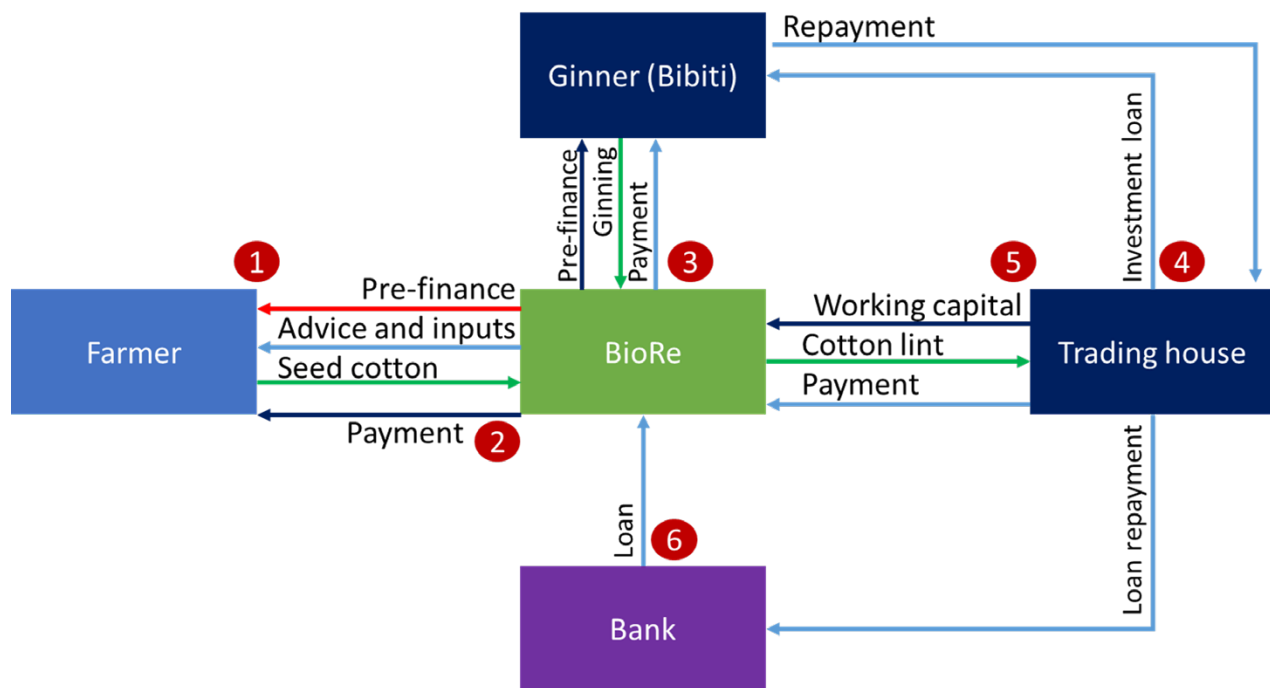 Repayment
Ginner (Bibiti)
Pre-finance
Ginning
Payment
3
Investment loan
4
1
5
Pre-finance
Advice and inputs
Seed cotton
Payment
2
Farmer
BioRe
Working capital
Cotton lint
Payment
Trading house
Loan
6
Loan repayment
Bank